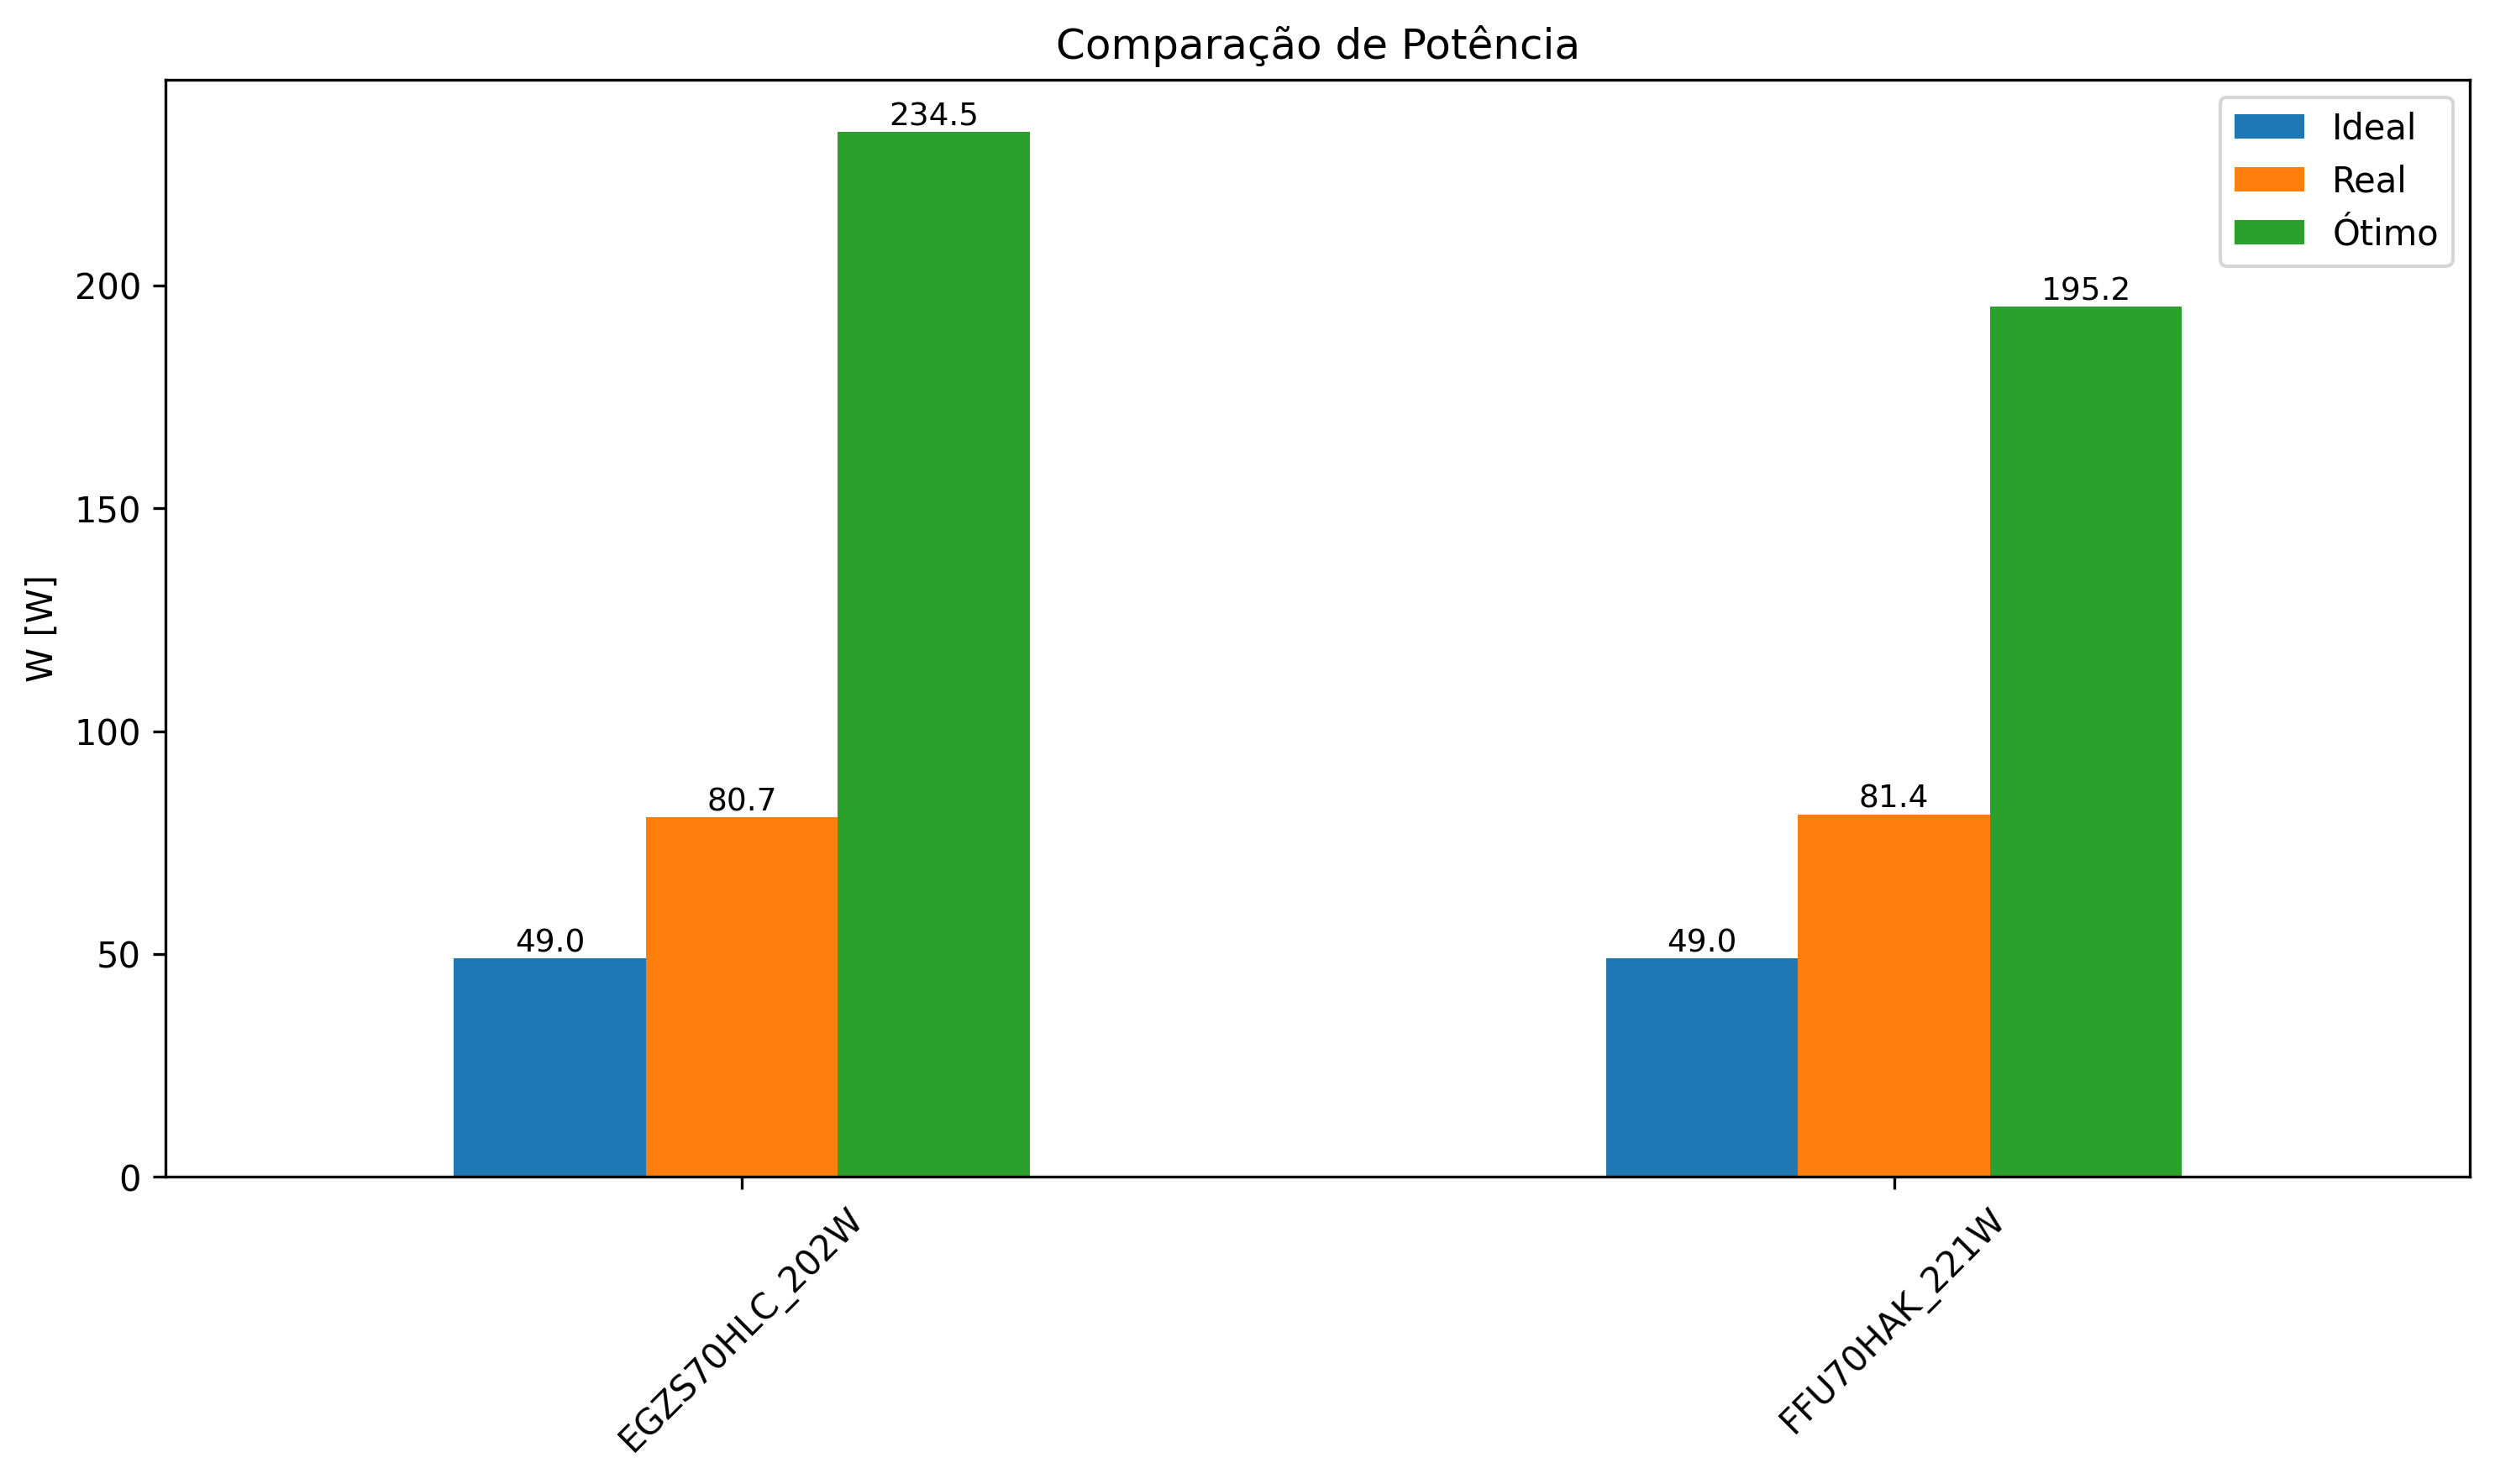 Comparação de Potência
Ideal
Real
Ótimo
W [W]
200
150
100
50
0
49.0
80.7
234.5
49.0
81.4
195.2
EGZS70HLC_202W
FFU70HAK_221W